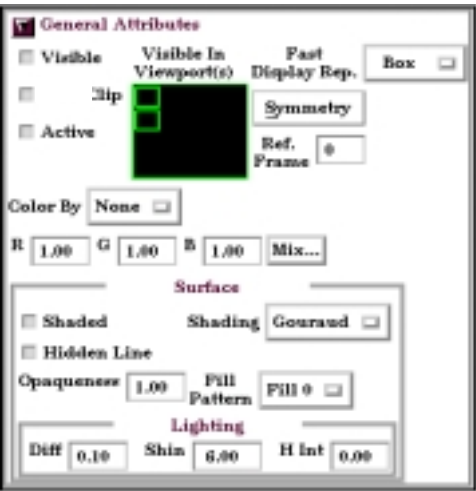 General Attributes
Visible
Visible In
Viewport(s)
Fast
Display Rep.
Box
Symmetry
Active
Ref.
Frame
0
Color By None
R 1.00 G 1.00 B 1.00 Mix...
Surface
Shaded Shading Gouraud
Hidden Line
Opaqueness 1.00 Fill
Pattern Fill 0
Lighting
Diff 0.10 Shin 6.00 H Int 0.00